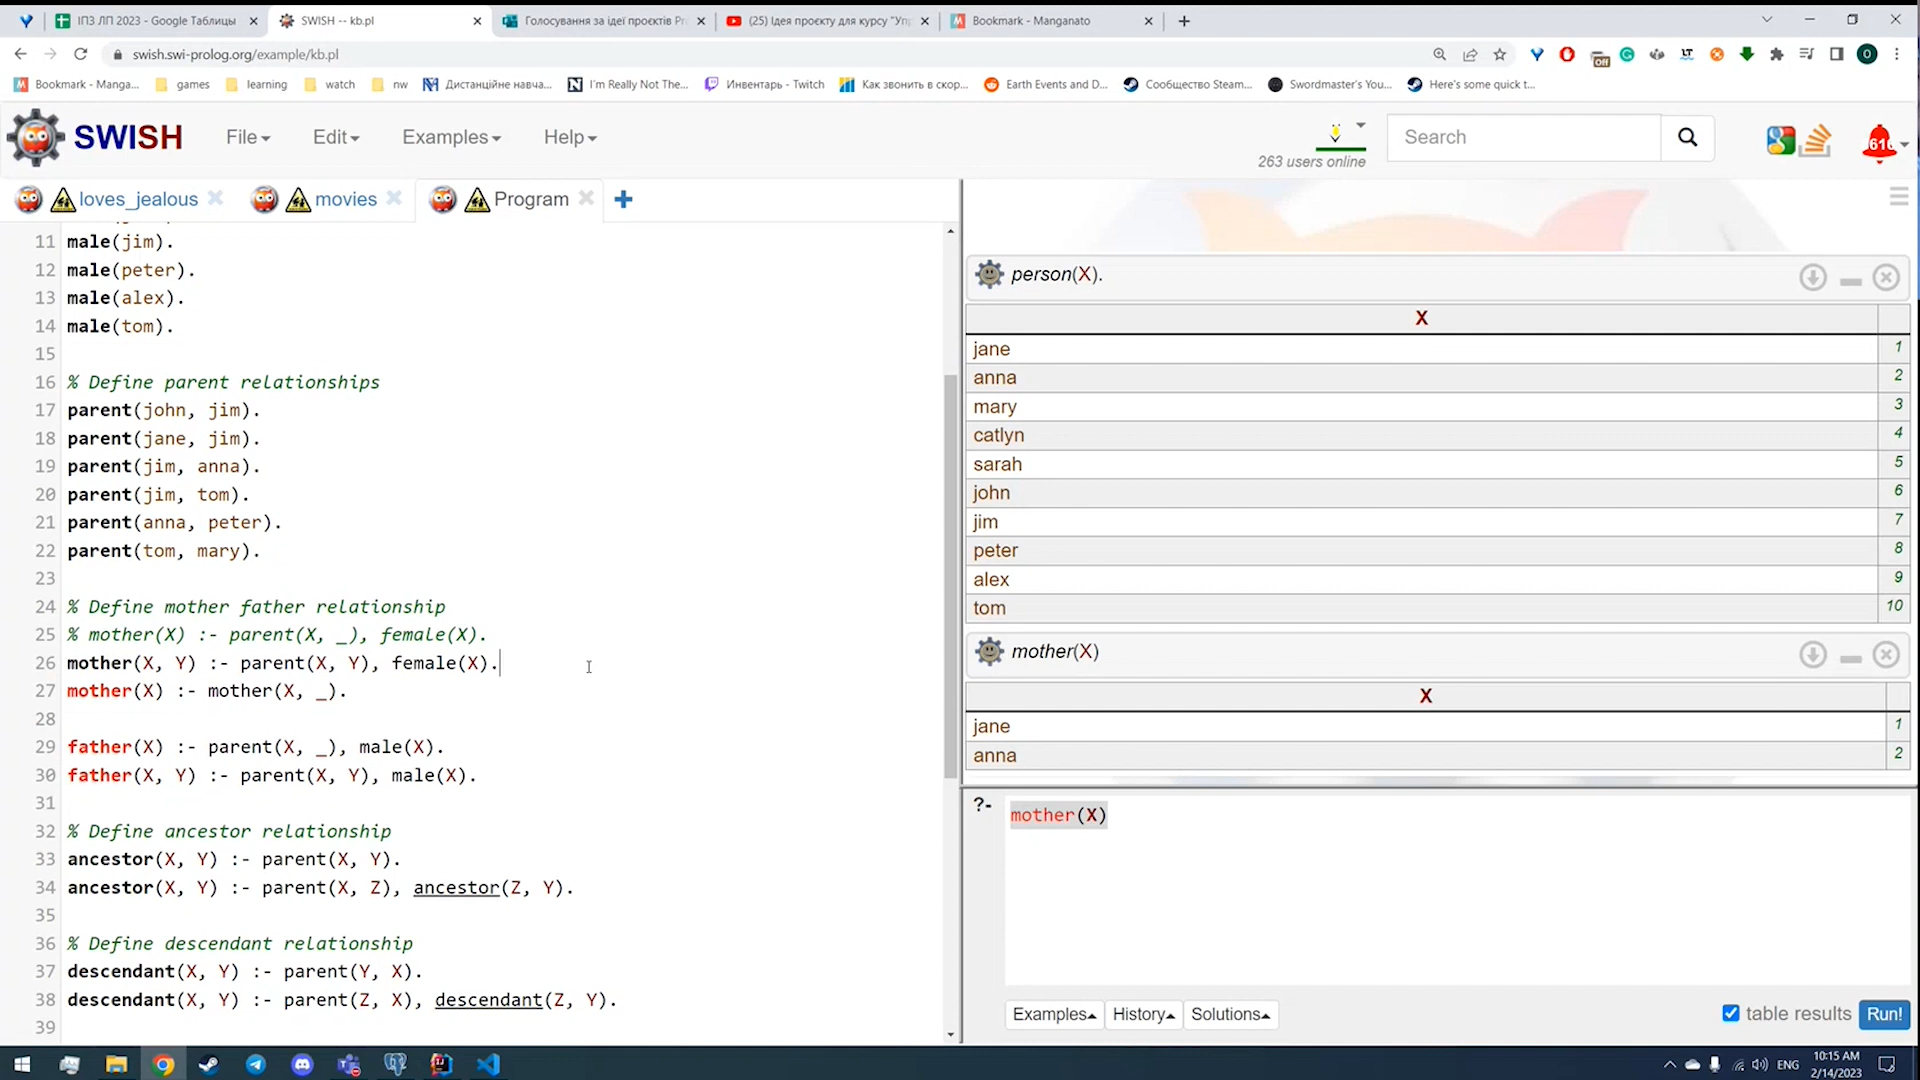 ІПЗ ЛП 2023 - Google Таблицы
SWISH -- kb.pl
Голосування за ідеї проєктів Pr
(25) Ідея проєкту для курсу "Уп
Bookmark - Manganato
swish.swi-prolog.org/example/kb.pl
Off
O
Bookmark - Manga...
games
learning
watch
nw
Дистанційне навча...
I'm Really Not The...
Инвентарь - Twitch
Как звонить в скор...
Earth Events and D...
Сообщество Steam...
Swordmaster's You...
Here's some quick t...
SWISH
File
Edit
Examples
Help
263 users online
Search
616
loves_jealous
movies
Program
11 male(jim).
12 male(peter).
13 male(alex).
14 male(tom).
15
16 % Define parent relationships
17 parent(john, jim).
18 parent(jane, jim).
19 parent(jim, anna).
20 parent(jim, tom).
21 parent(anna, peter).
22 parent(tom, mary).
23
24 % Define mother father relationship
25 % mother(X) :- parent(X, _), female(X).
26 mother(X, Y) :- parent(X, Y), female(X).
27 mother(X) :- mother(X, _).
28
29 father(X) :- parent(X, _), male(X).
30 father(X, Y) :- parent(X, Y), male(X).
31
32 % Define ancestor relationship
33 ancestor(X, Y) :- parent(X, Y).
34 ancestor(X, Y) :- parent(X, Z), ancestor(Z, Y).
35
36 % Define descendant relationship
37 descendant(X, Y) :- parent(Y, X).
38 descendant(X, Y) :- parent(Z, X), descendant(Z, Y).
39
person(X).
X
jane 1
anna 2
mary 3
catlyn 4
sarah 5
john 6
jim 7
peter 8
alex 9
tom 10
mother(X)
X
jane 1
anna 2
?- mother(X)
Examples
History
Solutions
table results
Run!
ENG
10:15 AM
2/14/2023